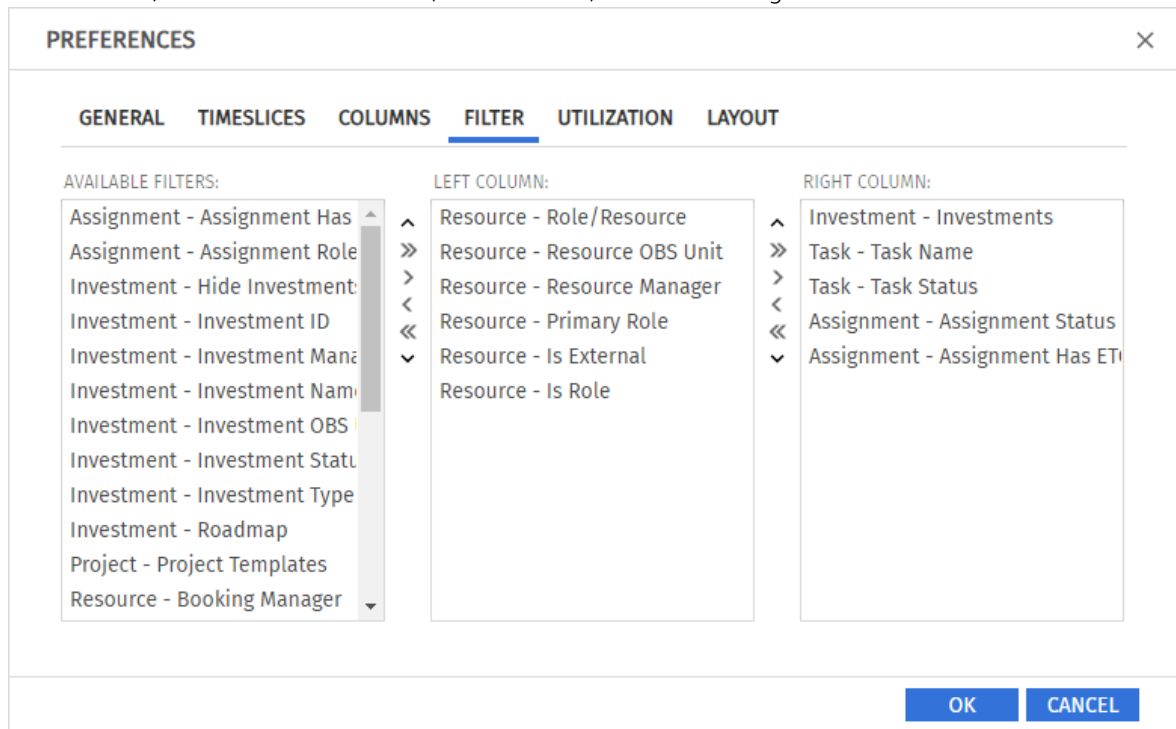 PREFERENCES
GENERAL TIMESLICES COLUMNS FILTER UTILIZATION LAYOUT
AVAILABLE FILTERS:
Assignment - Assignment Has
Assignment - Assignment Role
Investment - Hide Investment
Investment - Investment ID
Investment - Investment Mana
Investment - Investment Nam
Investment - Investment OBS
Investment - Investment Statu
Investment - Investment Type
Investment - Roadmap
Project - Project Templates
Resource - Booking Manager
LEFT COLUMN:
Resource - Role/Resource
Resource - Resource OBS Unit
Resource - Resource Manager
Resource - Primary Role
Resource - Is External
Resource - Is Role
RIGHT COLUMN:
Investment - Investments
Task - Task Name
Task - Task Status
Assignment - Assignment Status
Assignment - Assignment Has ET
OK CANCEL